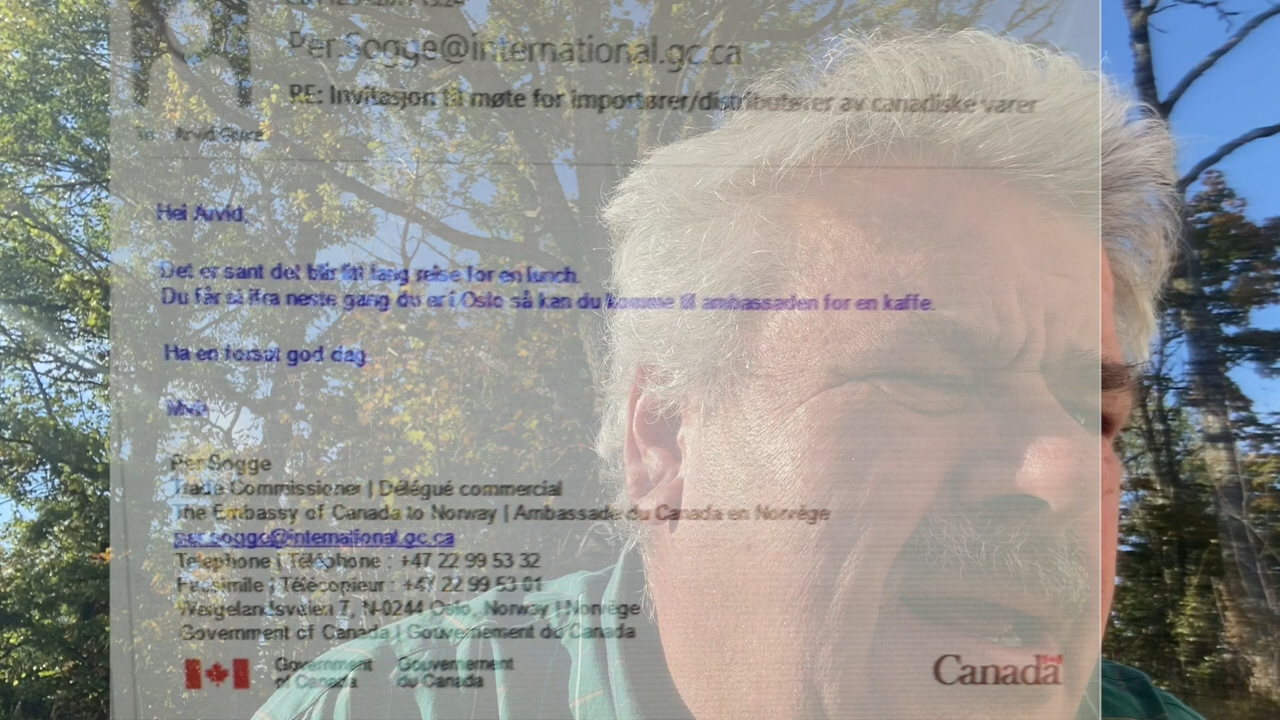 Per.Sogge@international.gc.ca
RE: Invitasjon til møte for importører/distributører av canadiske varer
To Arvid
Hei Arvid,
Det er sant det blir litt lang reise for en lunch.
Du får si ifra neste gang du er i Oslo så kan du komme til ambassaden for en kaffe.
Ha en forsat god dag
Mvh
Per Sogge
Trade Commissioner | Délégué commercial
The Embassy of Canada to Norway | Ambassade du Canada en Norvège
per.sogge@international.gc.ca
Telephone | Téléphone : +47 22 99 53 32
Facsimile | Télécopieur : +47 22 99 53 01
Wergelandsveien 7, N-0244 Oslo, Norway | Norvège
Government of Canada | Gouvernement du Canada
Government Gouvernement
of Canada du Canada
Canada